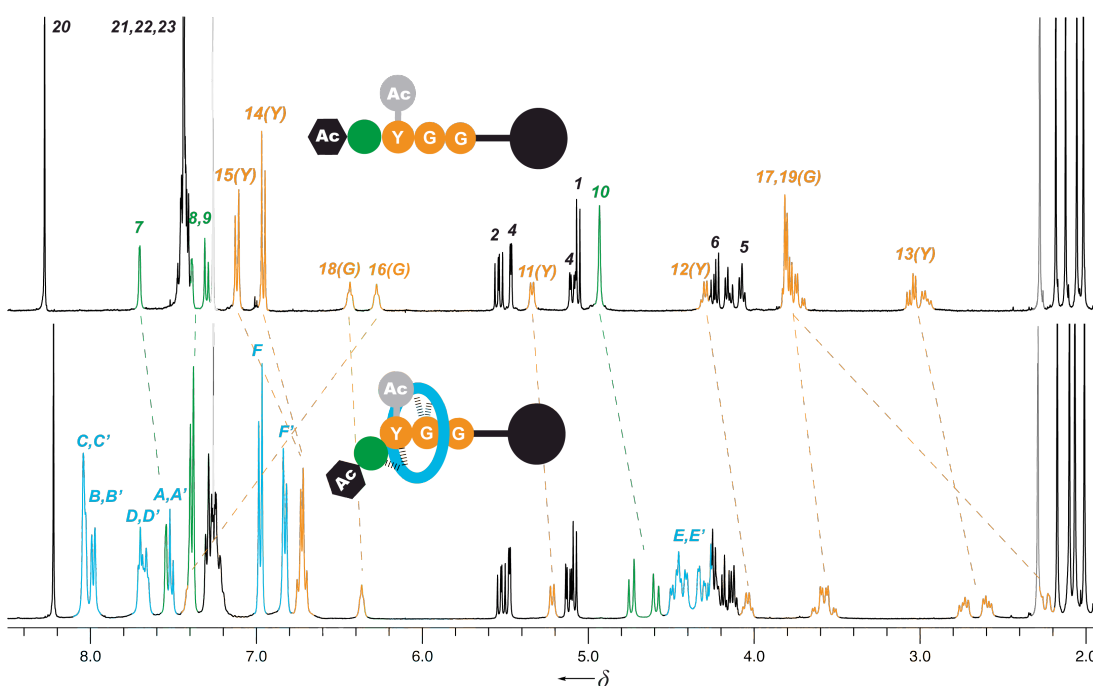 20
21,22,23
Ac
14(Y)
Ac
Y
G
G
15(Y)
17,19(G)
1
10
7
8,9
2
4
6
5
13(Y)
18(G)
16(G)
11(Y)
4
12(Y)
F
Ac
F'
Y
G
G
C,C'
Ac
B,B'
A,A'
D,D'
E,E'
8.0
7.0
6.0
5.0
4.0
3.0
2.0
← δ